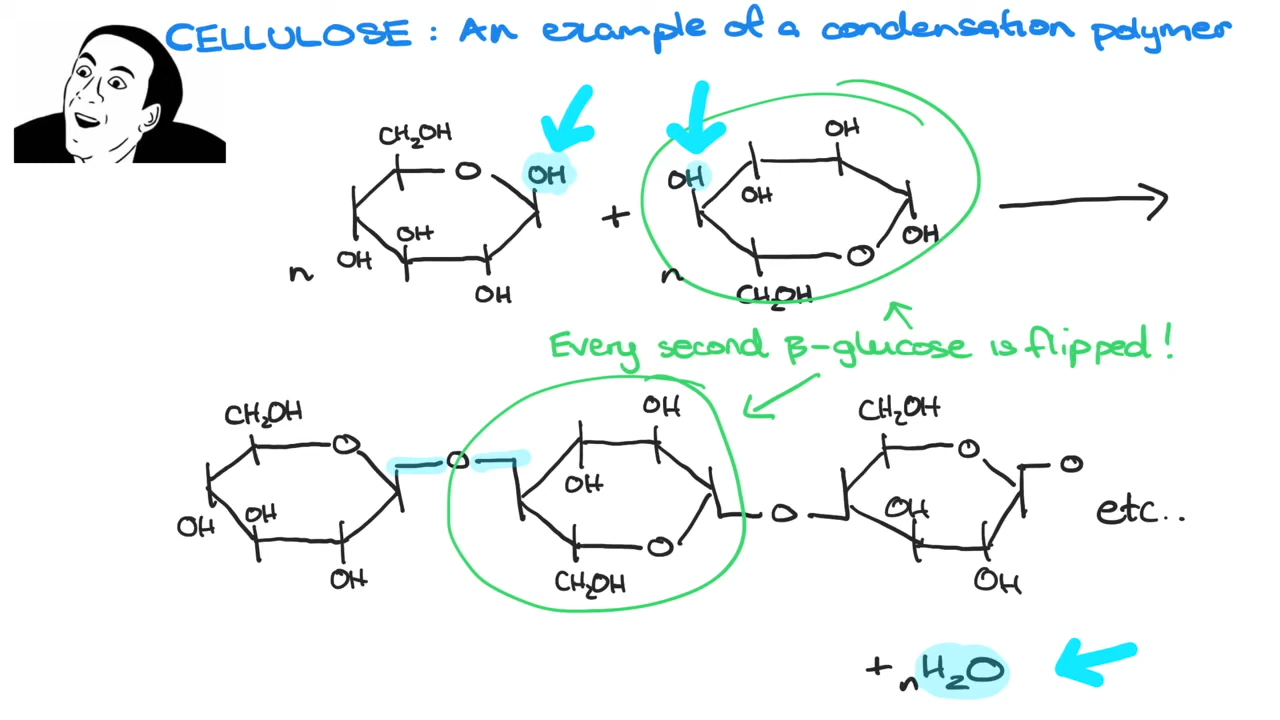 CELLULOSE : An example of a condensation polymer
CH₂OH O OH
OH
OH
OH
n
+
OH OH
OH
O OH
CH₂OH
n
Every second β-glucose is flipped!
CH₂OH O
OH OH
OH
O
OH
OH
O
CH₂OH
O
CH₂OH O O
OH
OH
etc..
+ nH₂O